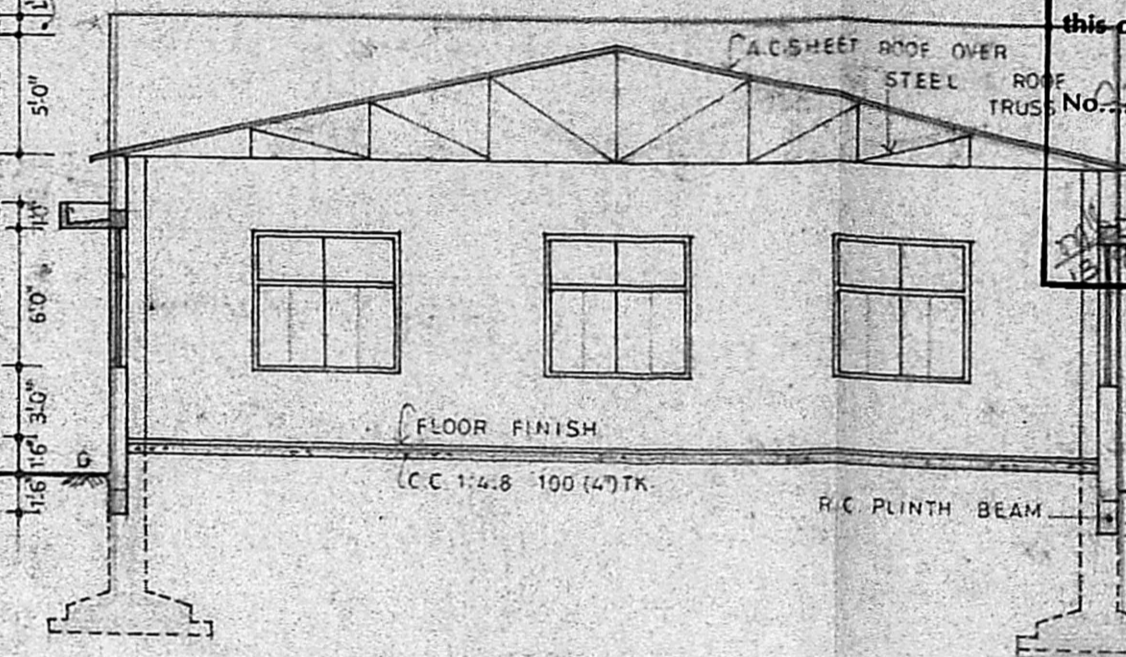 this
A.C.SHEET ROOF OVER
STEEL ROOF
TRUSS
No.
5'.0"
1'.0"
6'.0"
3'.0"
1'.6"
1'.6"
G
FLOOR FINISH
C.C. 1:4:8 100 (4") TK.
R.C. PLINTH BEAM